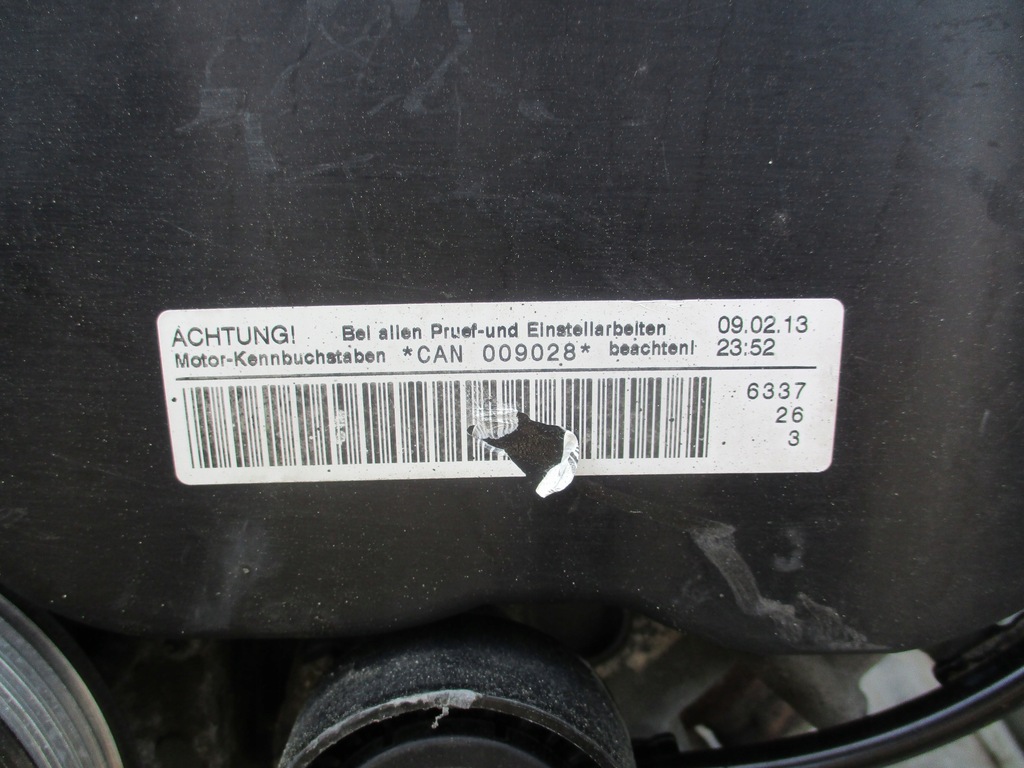 ACHTUNG! Bei allen Pruef-und Einstellarbeiten 09.02.13
Motor-Kennbuchstaben *CAN 009028* beachten! 23:52
6337
26
3